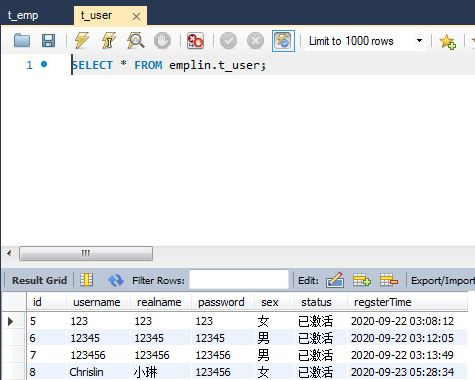 t_emp t_user
Limit to 1000 rows
1 SELECT * FROM emplin.t_user;
Result Grid Filter Rows: Edit: Export/Import
id username realname password sex status regsterTime
5 123 123 123 女 已激活 2020-09-22 03:08:12
6 12345 12345 12345 男 已激活 2020-09-22 03:12:05
7 123456 123456 123456 男 已激活 2020-09-22 03:13:49
8 Chrislin 小琳 123456 女 已激活 2020-09-23 05:28:34